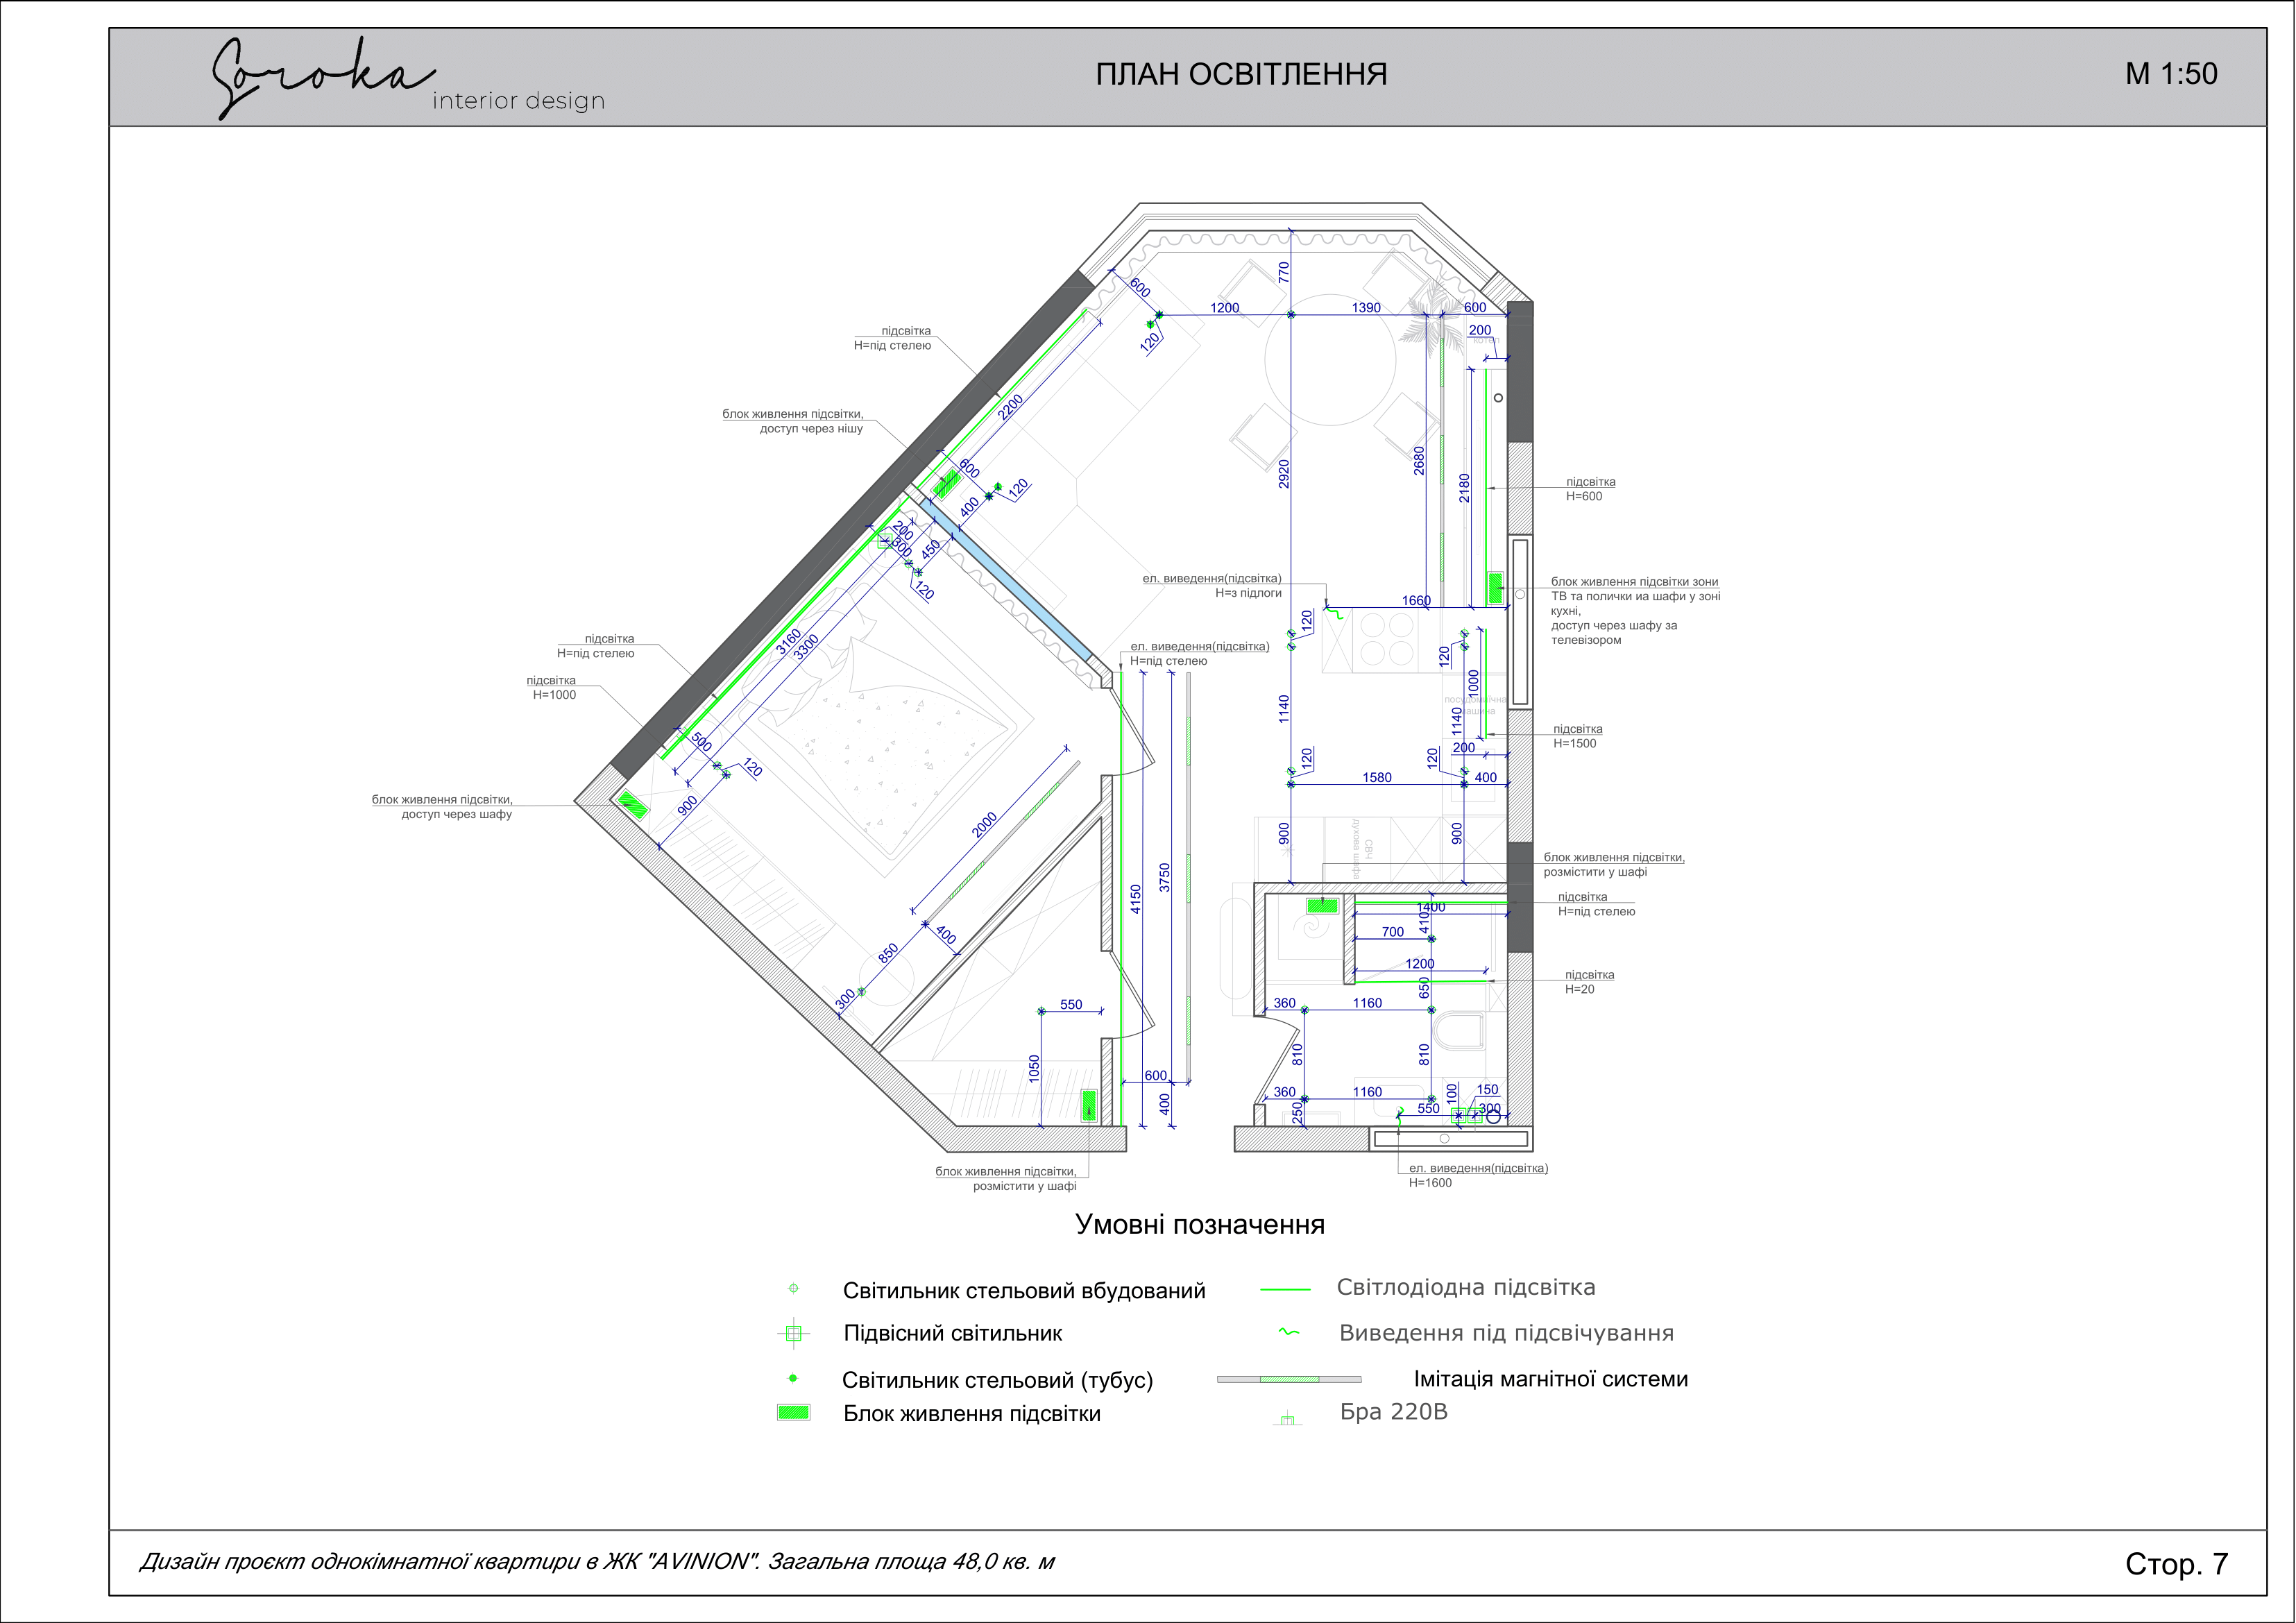 Soroka
interior design
ПЛАН ОСВІТЛЕННЯ
М 1:50
770
600
1200
1390
600
120
200
котел
підсвітка
Н=під стелею
2200
блок живлення підсвітки,
доступ через нішу
600
120
400
2920
2680
2180
підсвітка
Н=600
200
300
450
120
ел. виведення(підсвітка)
Н=з підлоги
1660
блок живлення підсвітки зони
ТВ та полички иа шафи у зоні
кухні,
доступ через шафу за
телевізором
120
120
3160
3300
підсвітка
Н=під стелею
ел. виведення(підсвітка)
Н=під стелею
підсвітка
Н=1000
1000
посудомийна
машина
1140
1140
підсвітка
Н=1500
500
120
120
120
200
1580
400
блок живлення підсвітки,
доступ через шафу
900
2000
900
900
СВЧ
духова шафа
блок живлення підсвітки,
розмістити у шафі
4150
3750
підсвітка
Н=під стелею
1400
410
700
400
850
1200
650
підсвітка
Н=20
300
550
360
1160
1050
810
810
600
400
360
1160
250
100
150
550
300
блок живлення підсвітки,
розмістити у шафі
ел. виведення(підсвітка)
Н=1600
Умовні позначення
Світильник стельовий вбудований
Світлодіодна підсвітка
Підвісний світильник
Виведення під підсвічування
Світильник стельовий (тубус)
Імітація магнітної системи
Блок живлення підсвітки
Бра 220В
Дизайн проєкт однокімнатної квартири в ЖК "AVINION". Загальна площа 48,0 кв. м
Стор. 7